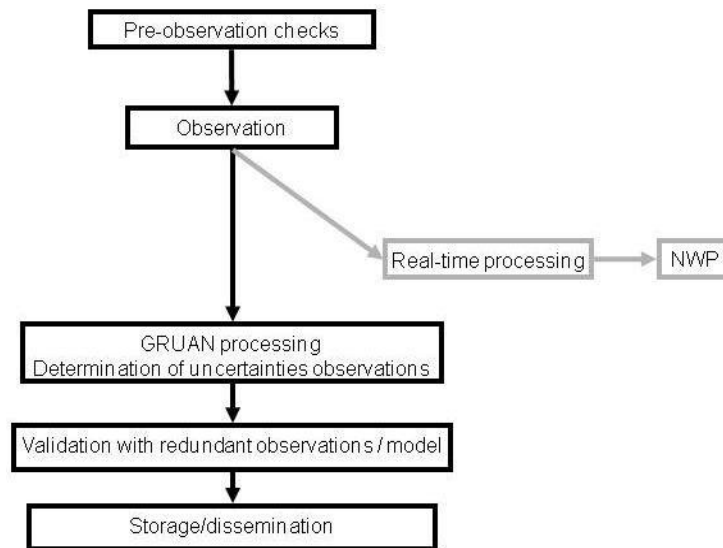 Pre-observation checks
Observation
Real-time processing
NWP
GRUAN processing
Determination of uncertainties observations
Validation with redundant observations / model
Storage/dissemination